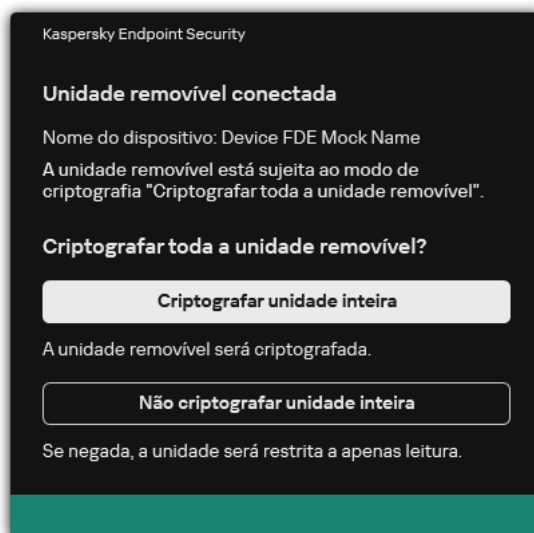 Kaspersky Endpoint Security
Unidade removível conectada
Nome do dispositivo: Device FDE Mock Name
A unidade removível está sujeita ao modo de
criptografia "Criptografar toda a unidade removível".
Criptografar toda a unidade removível?
Criptografar unidade inteira
A unidade removível será criptografada.
Não criptografar unidade inteira
Se negada, a unidade será restrita a apenas leitura.